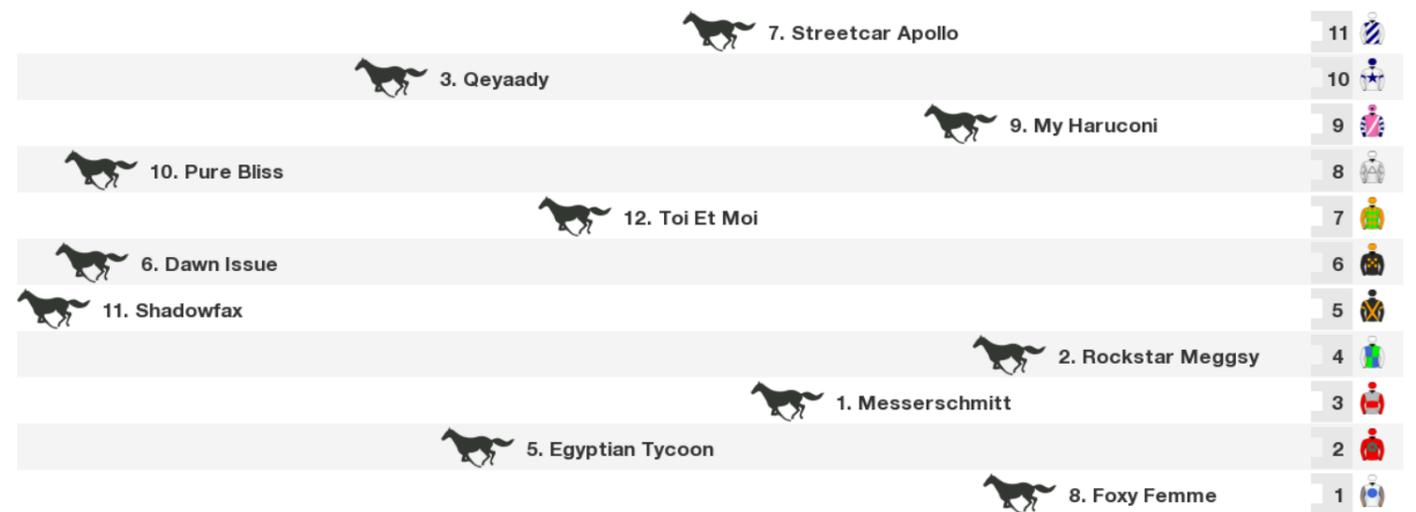 7. Streetcar Apollo 11
3. Qeyaady 10
9. My Haruconi 9
10. Pure Bliss 8
12. Toi Et Moi 7
6. Dawn Issue 6
11. Shadowfax 5
2. Rockstar Meggsy 4
1. Messerschmitt 3
5. Egyptian Tycoon 2
8. Foxy Femme 1